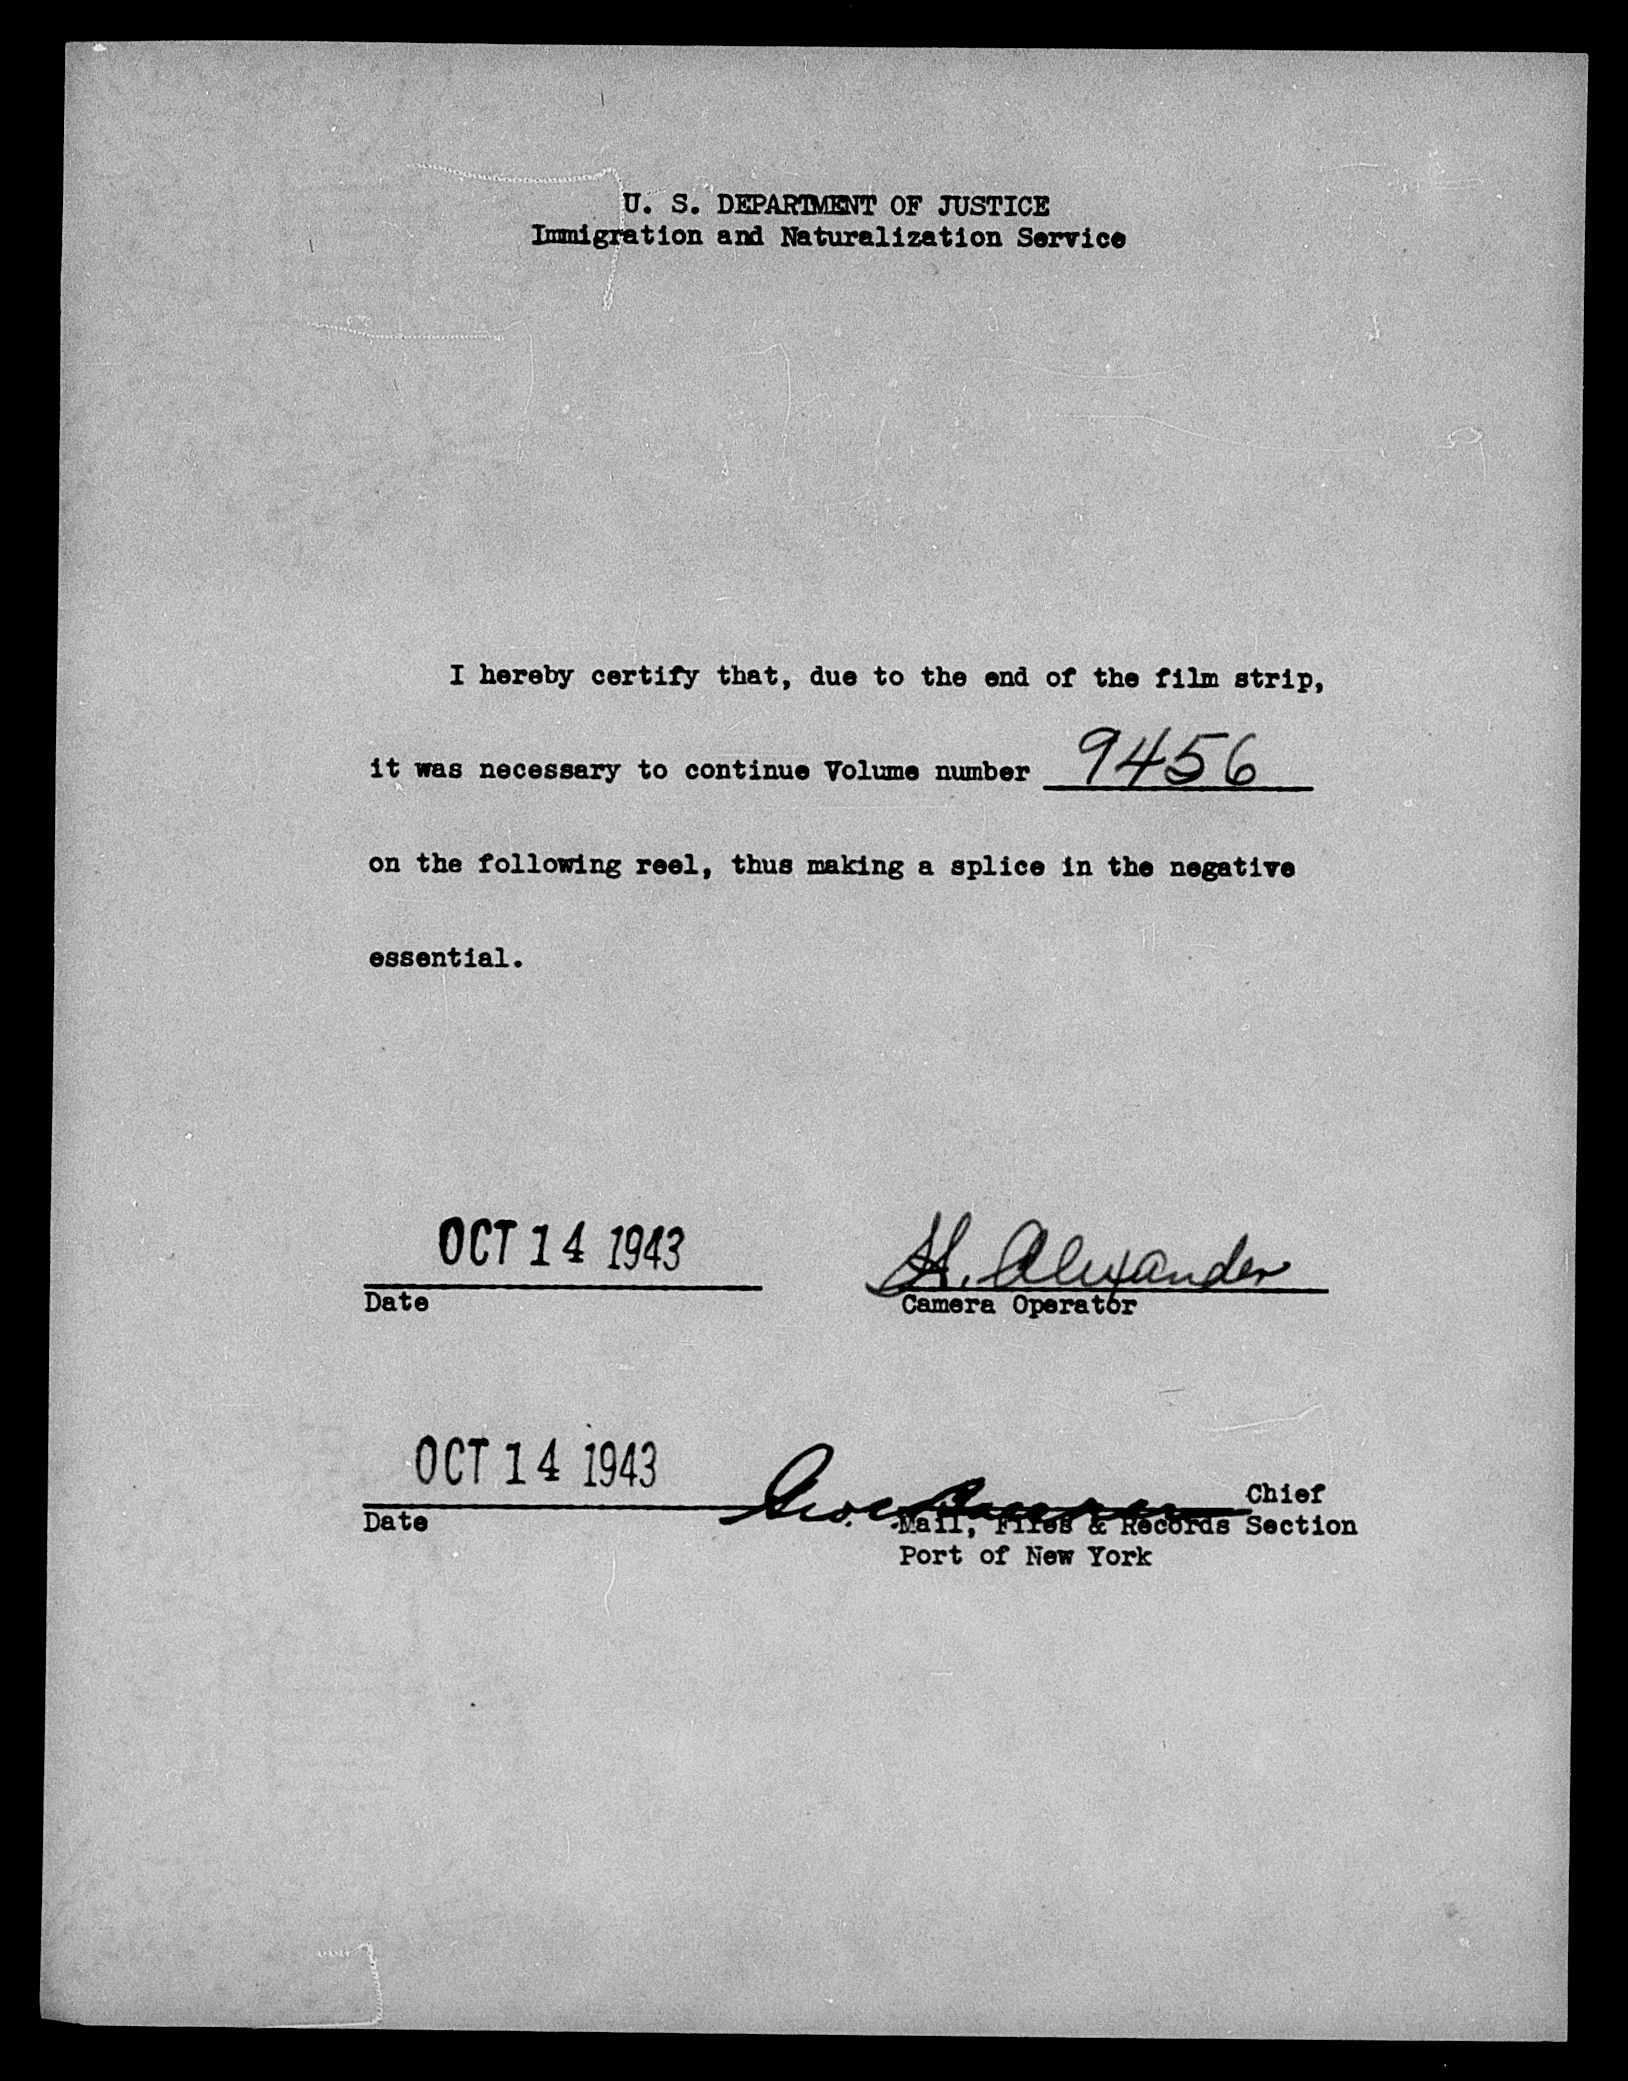 U. S. DEPARTMENT OF JUSTICE
Immigration and Naturalization Service
I hereby certify that, due to the end of the film strip,
it was necessary to continue Volume number 9456
on the following reel, thus making a splice in the negative
essential.
OCT 14 1943 H. Alexander
Date Camera Operator
OCT 14 1943 Chief
Date Mail, Files & Records Section
Port of New York